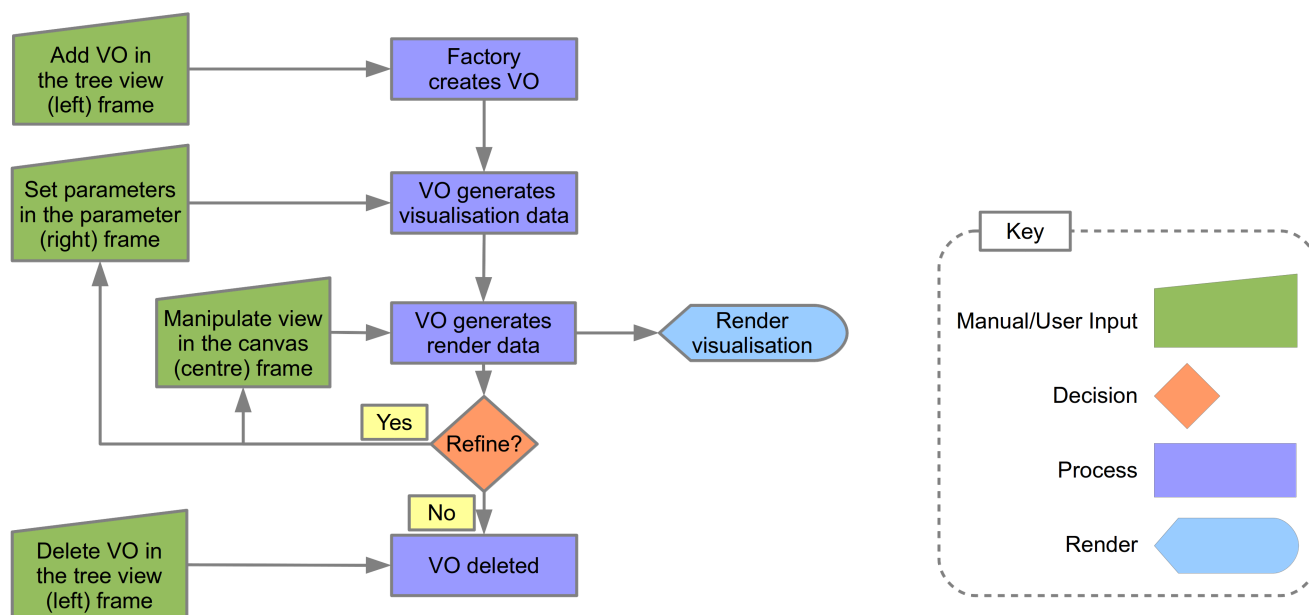 Add VO in
the tree view
(left) frame
Factory
creates VO
Set parameters
in the parameter
(right) frame
VO generates
visualisation data
Manipulate view
in the canvas
(centre) frame
VO generates
render data
Render
visualisation
Yes
Refine?
No
Delete VO in
the tree view
(left) frame
VO deleted
Key
Manual/User Input
Decision
Process
Render